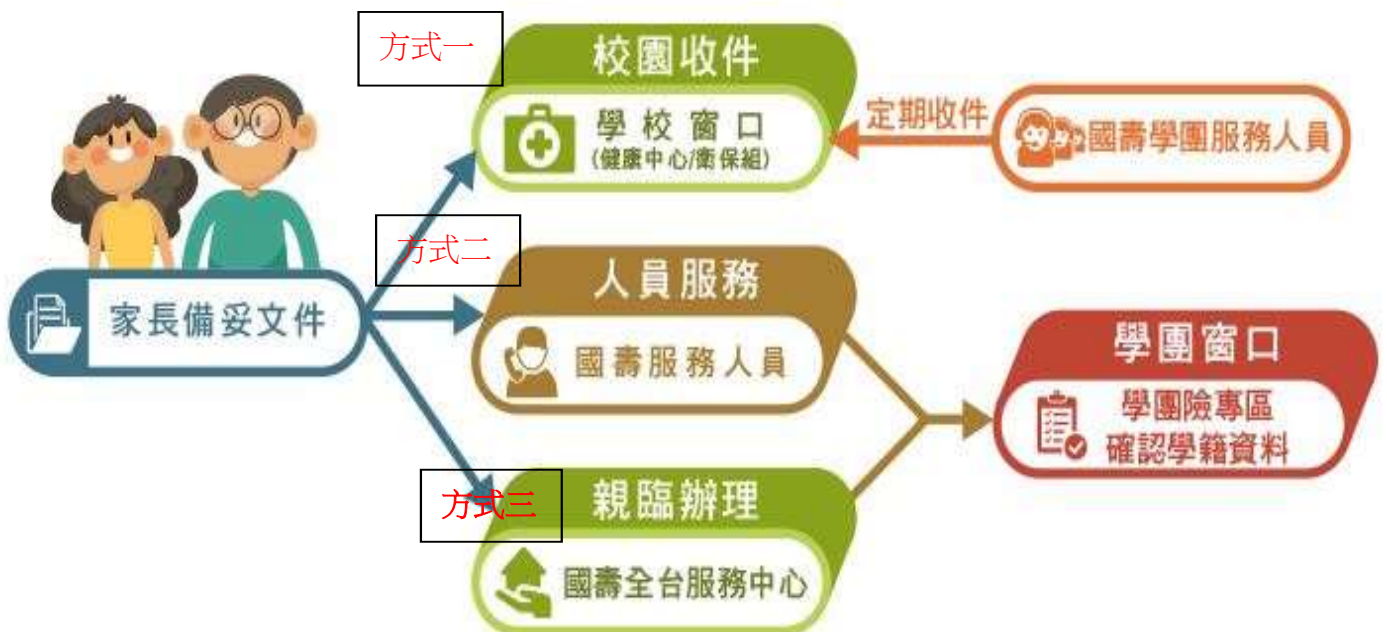 方式一
校園收件
學校窗口
(健康中心/衛保組)
定期收件
國壽學團服務人員
方式二
家長備妥文件
人員服務
國壽服務人員
學團窗口
學團險專區
確認學籍資料
方式三
親臨辦理
國壽全台服務中心